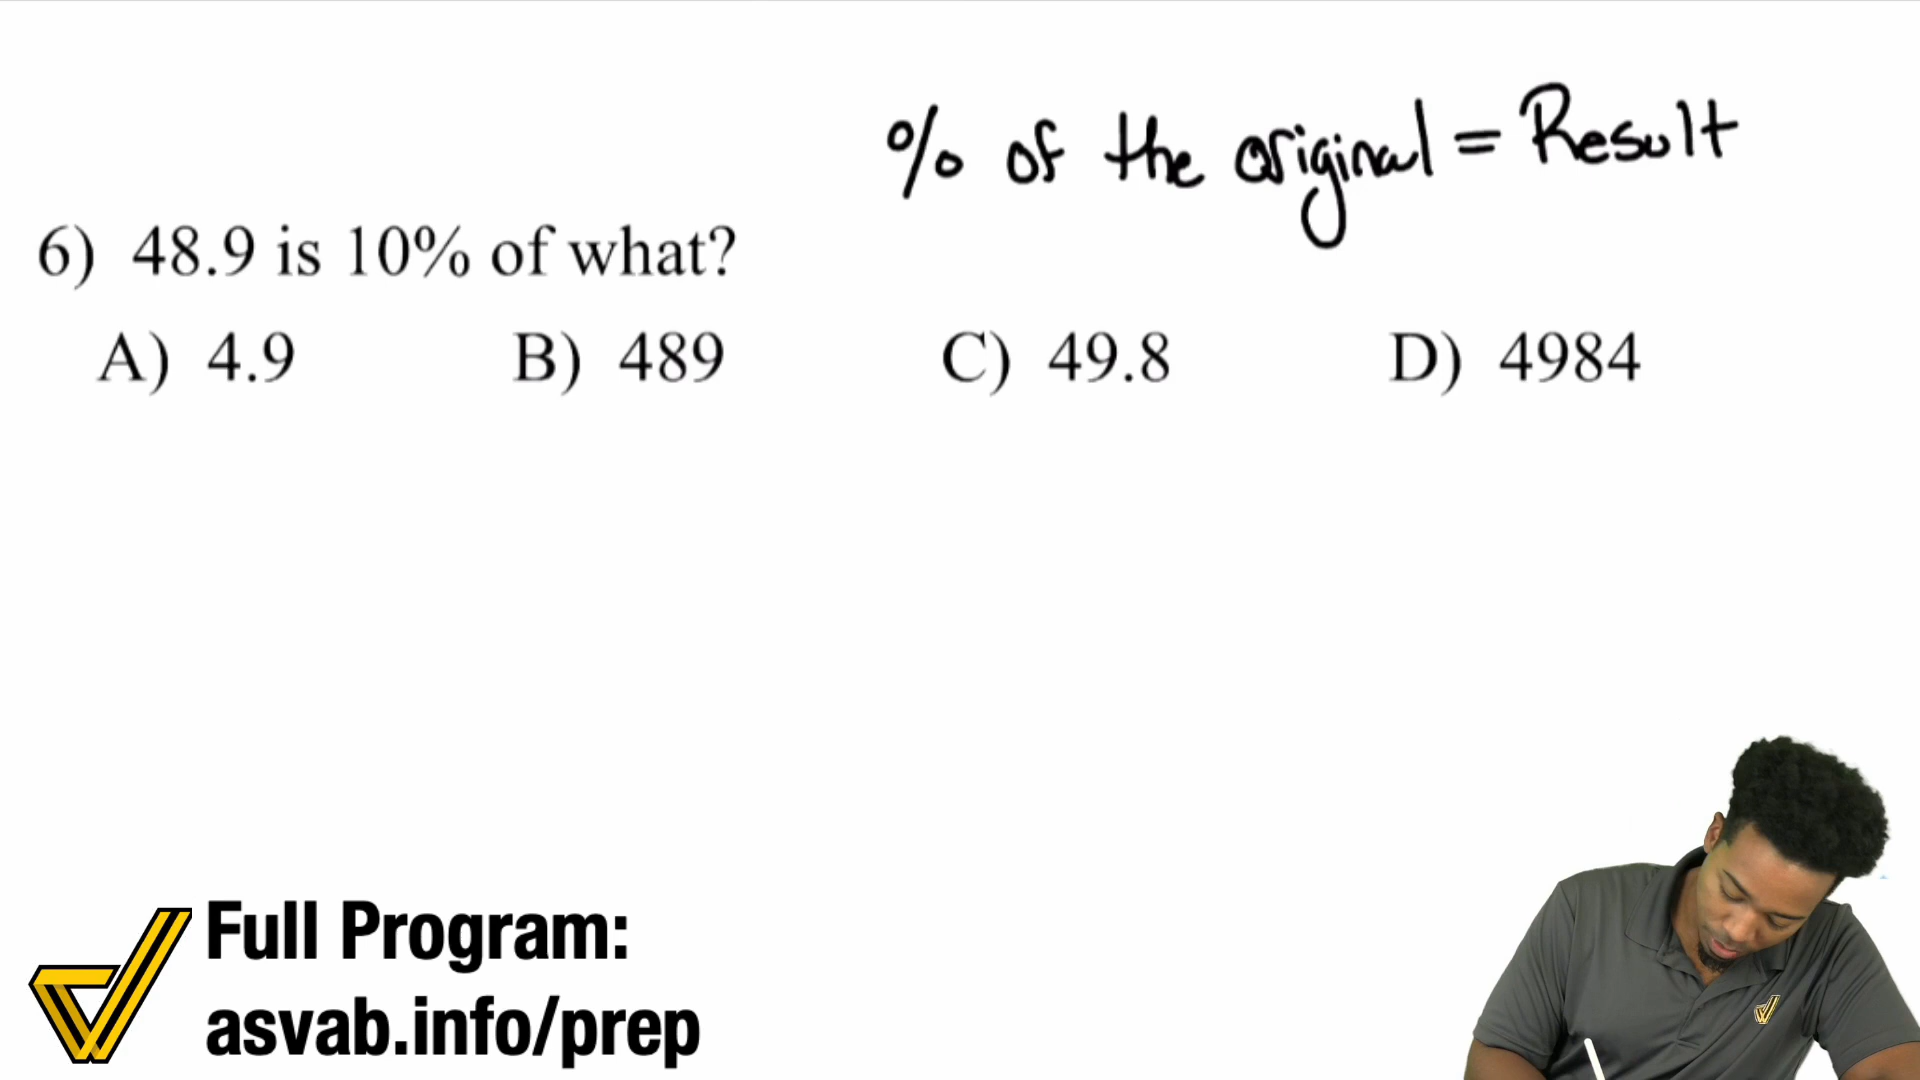 % of the original = Result
6) 48.9 is 10% of what?
A) 4.9 B) 489 C) 49.8 D) 4984
Full Program:
asvab.info/prep